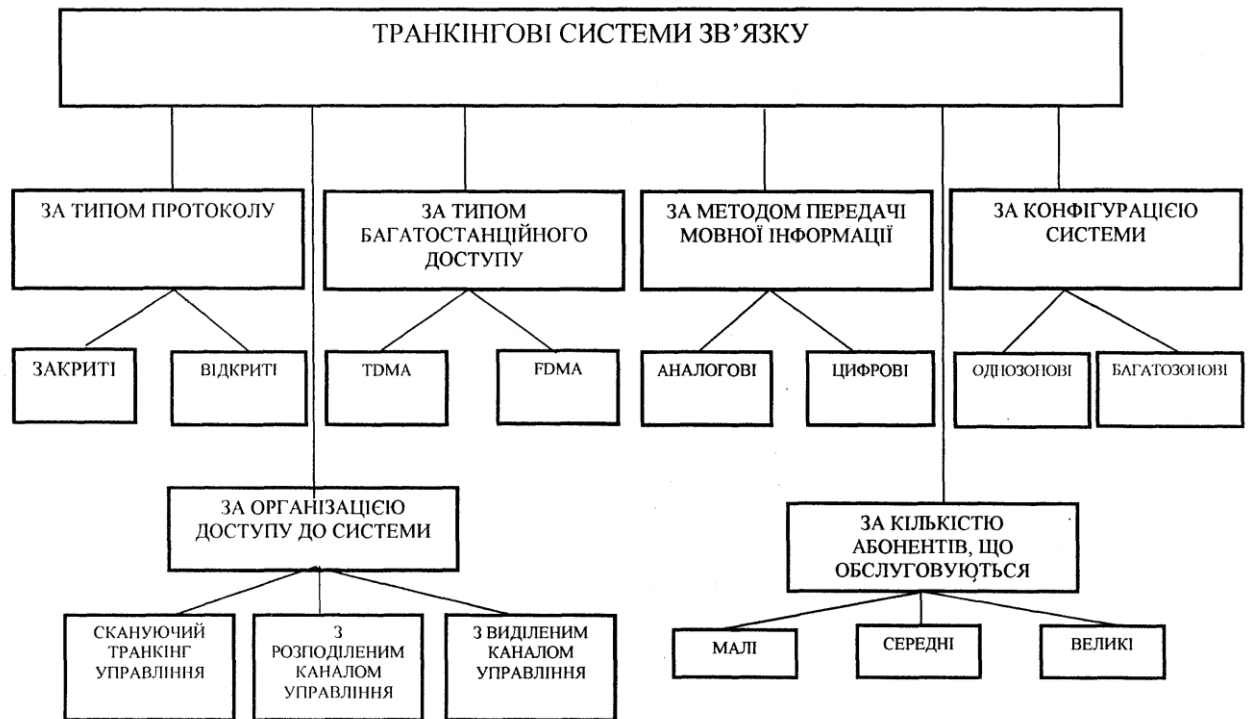 ТРАНКІНГОВІ СИСТЕМИ ЗВ'ЯЗКУ
ЗА ТИПОМ ПРОТОКОЛУ
ЗА ТИПОМ
БАГАТОСТАНЦІЙНОГО
ДОСТУПУ
ЗА МЕТОДОМ ПЕРЕДАЧІ
МОВНОЇ ІНФОРМАЦІЇ
ЗА КОНФІГУРАЦІЄЮ
СИСТЕМИ
ЗАКРИТІ
ВІДКРИТІ
TDMA
FDMA
АНАЛОГОВІ
ЦИФРОВІ
ОДНОЗОНОВІ
БАГАТОЗОНОВІ
ЗА ОРГАНІЗАЦІЄЮ
ДОСТУПУ ДО СИСТЕМИ
ЗА КІЛЬКІСТЮ
АБОНЕНТІВ, ЩО
ОБСЛУГОВУЮТЬСЯ
СКАНУЮЧИЙ
ТРАНКІНГ
УПРАВЛІННЯ
З
РОЗПОДІЛЕНИМ
КАНАЛОМ
УПРАВЛІННЯ
З ВИДІЛЕНИМ
КАНАЛОМ
УПРАВЛІННЯ
МАЛІ
СЕРЕДНІ
ВЕЛИКІ